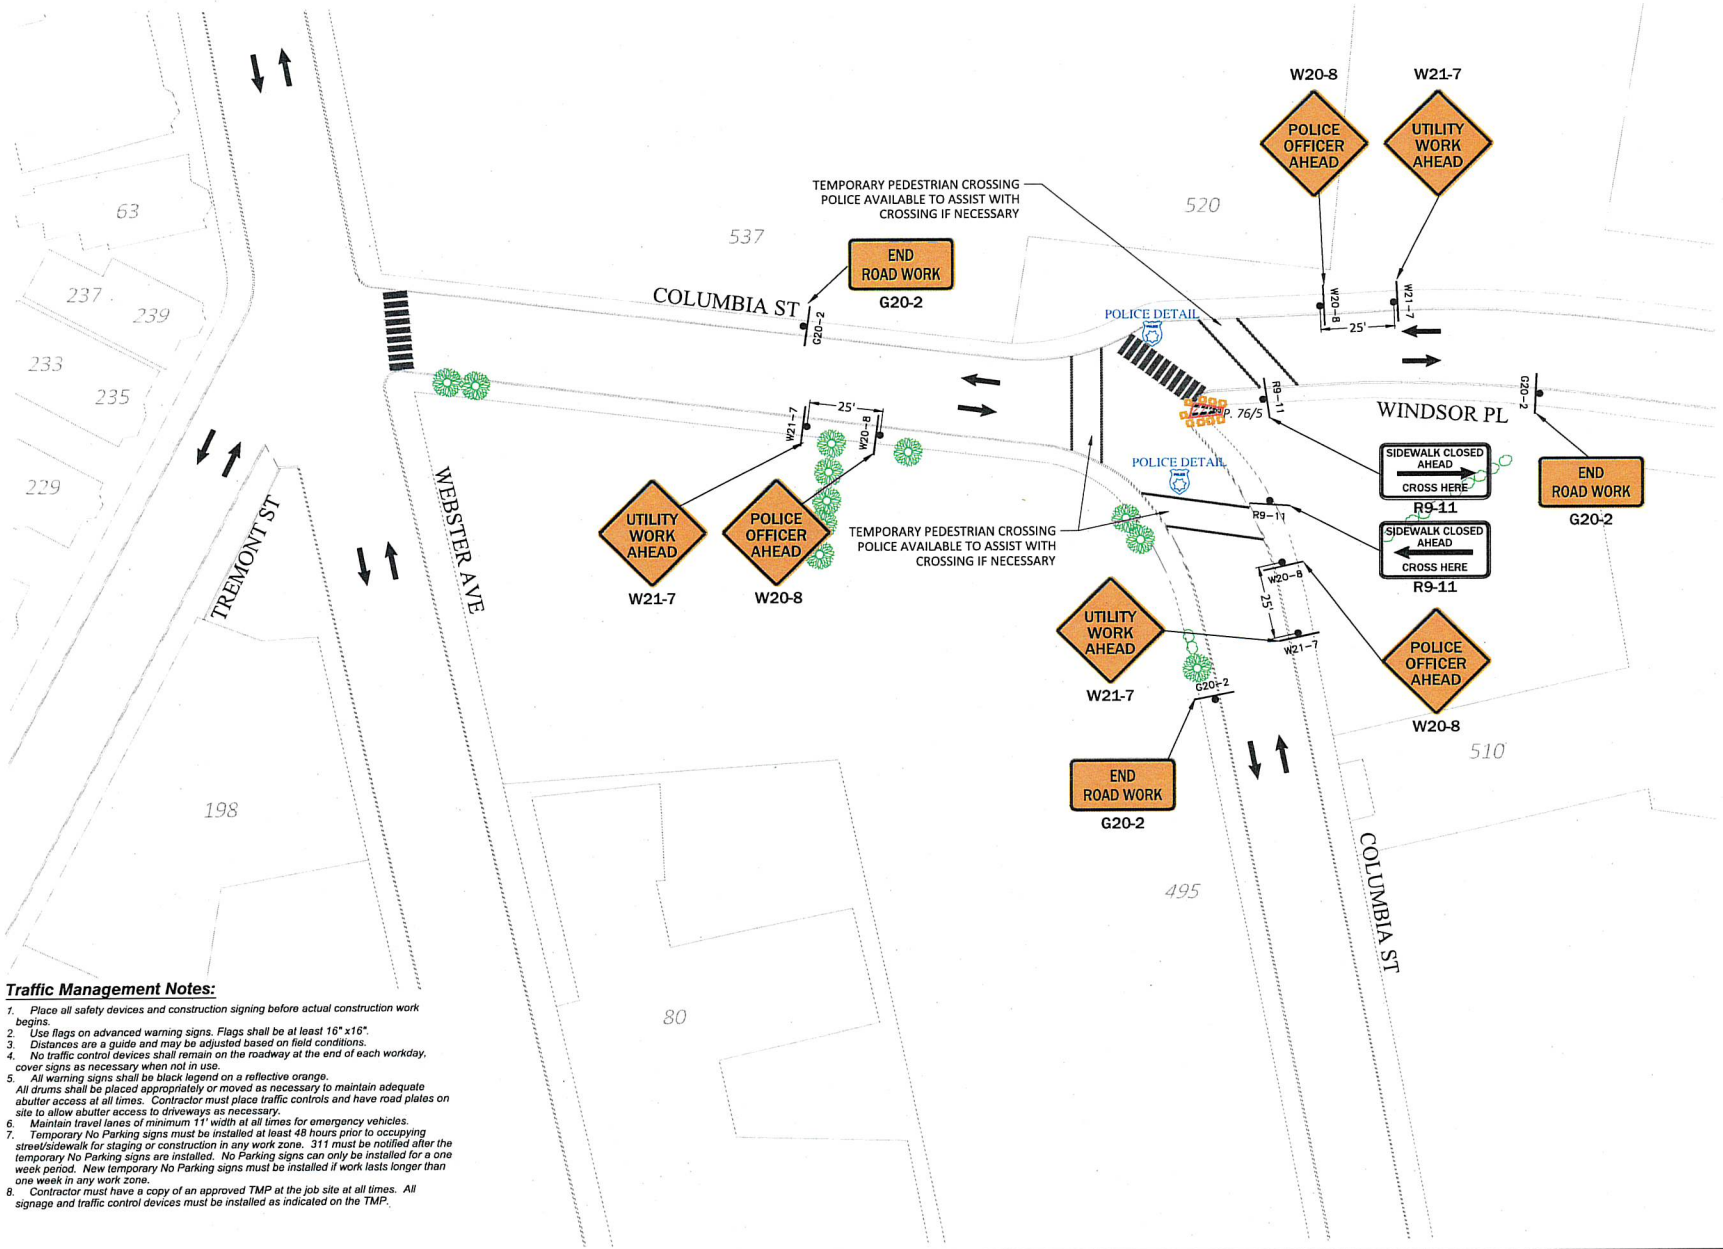 W20-8
W21-7
POLICE
OFFICER
AHEAD
UTILITY
WORK
AHEAD
TEMPORARY PEDESTRIAN CROSSING
POLICE AVAILABLE TO ASSIST WITH
CROSSING IF NECESSARY
63
537
520
END
ROAD WORK
G20-2
237
239
COLUMBIA ST
G20-2
POLICE DETAIL
POLICE
W20-8
W21-7
25'
233
235
25'
W21-7
W20-8
R9-11
P. 76/5
WINDSOR PL
G20-2
SIDEWALK CLOSED
AHEAD
CROSS HERE
R9-11
END
ROAD WORK
G20-2
POLICE DETAIL
229
TREMONT ST
WEBSTER AVE
UTILITY
WORK
AHEAD
W21-7
POLICE
OFFICER
AHEAD
W20-8
TEMPORARY PEDESTRIAN CROSSING
POLICE AVAILABLE TO ASSIST WITH
CROSSING IF NECESSARY
R9-11
SIDEWALK CLOSED
AHEAD
CROSS HERE
R9-11
W20-8
25'
W21-7
UTILITY
WORK
AHEAD
W21-7
POLICE
OFFICER
AHEAD
W20-8
G20-2
END
ROAD WORK
G20-2
510
198
495
COLUMBIA ST
80
Traffic Management Notes:
1. Place all safety devices and construction signing before actual construction work
begins.
2. Use flags on advanced warning signs. Flags shall be at least 16" x16".
3. Distances are a guide and may be adjusted based on field conditions.
4. No traffic control devices shall remain on the roadway at the end of each workday,
cover signs as necessary when not in use.
5. All warning signs shall be black legend on a reflective orange.
All drums shall be placed appropriately or moved as necessary to maintain adequate
abutter access at all times. Contractor must place traffic controls and have road plates on
site to allow abutter access to driveways as necessary.
6. Maintain travel lanes of minimum 11' width at all times for emergency vehicles.
7. Temporary No Parking signs must be installed at least 48 hours prior to occupying
street/sidewalk for staging or construction in any work zone. 311 must be notified after the
temporary No Parking signs are installed. No Parking signs can only be installed for a one
week period. New temporary No Parking signs must be installed if work lasts longer than
one week in any work zone.
8. Contractor must have a copy of an approved TMP at the job site at all times. All
signage and traffic control devices must be installed as indicated on the TMP.